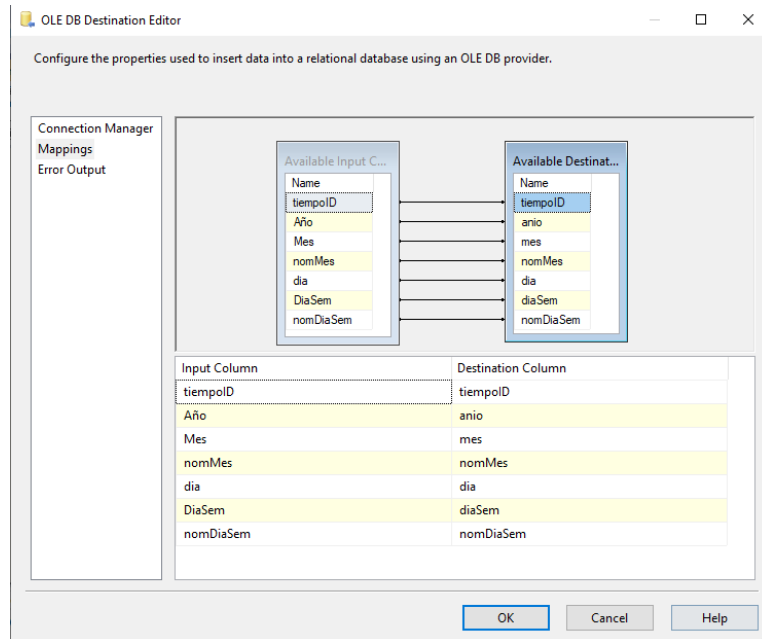 OLE DB Destination Editor
Configure the properties used to insert data into a relational database using an OLE DB provider.
Connection Manager
Mappings
Error Output
Available Input C...
Name
tiempoID
Año
Mes
nomMes
dia
DiaSem
nomDiaSem
Available Destinat...
Name
tiempoID
anio
mes
nomMes
dia
diaSem
nomDiaSem
Input Column Destination Column
tiempoID tiempoID
Año anio
Mes mes
nomMes nomMes
dia dia
DiaSem diaSem
nomDiaSem nomDiaSem
OK Cancel Help